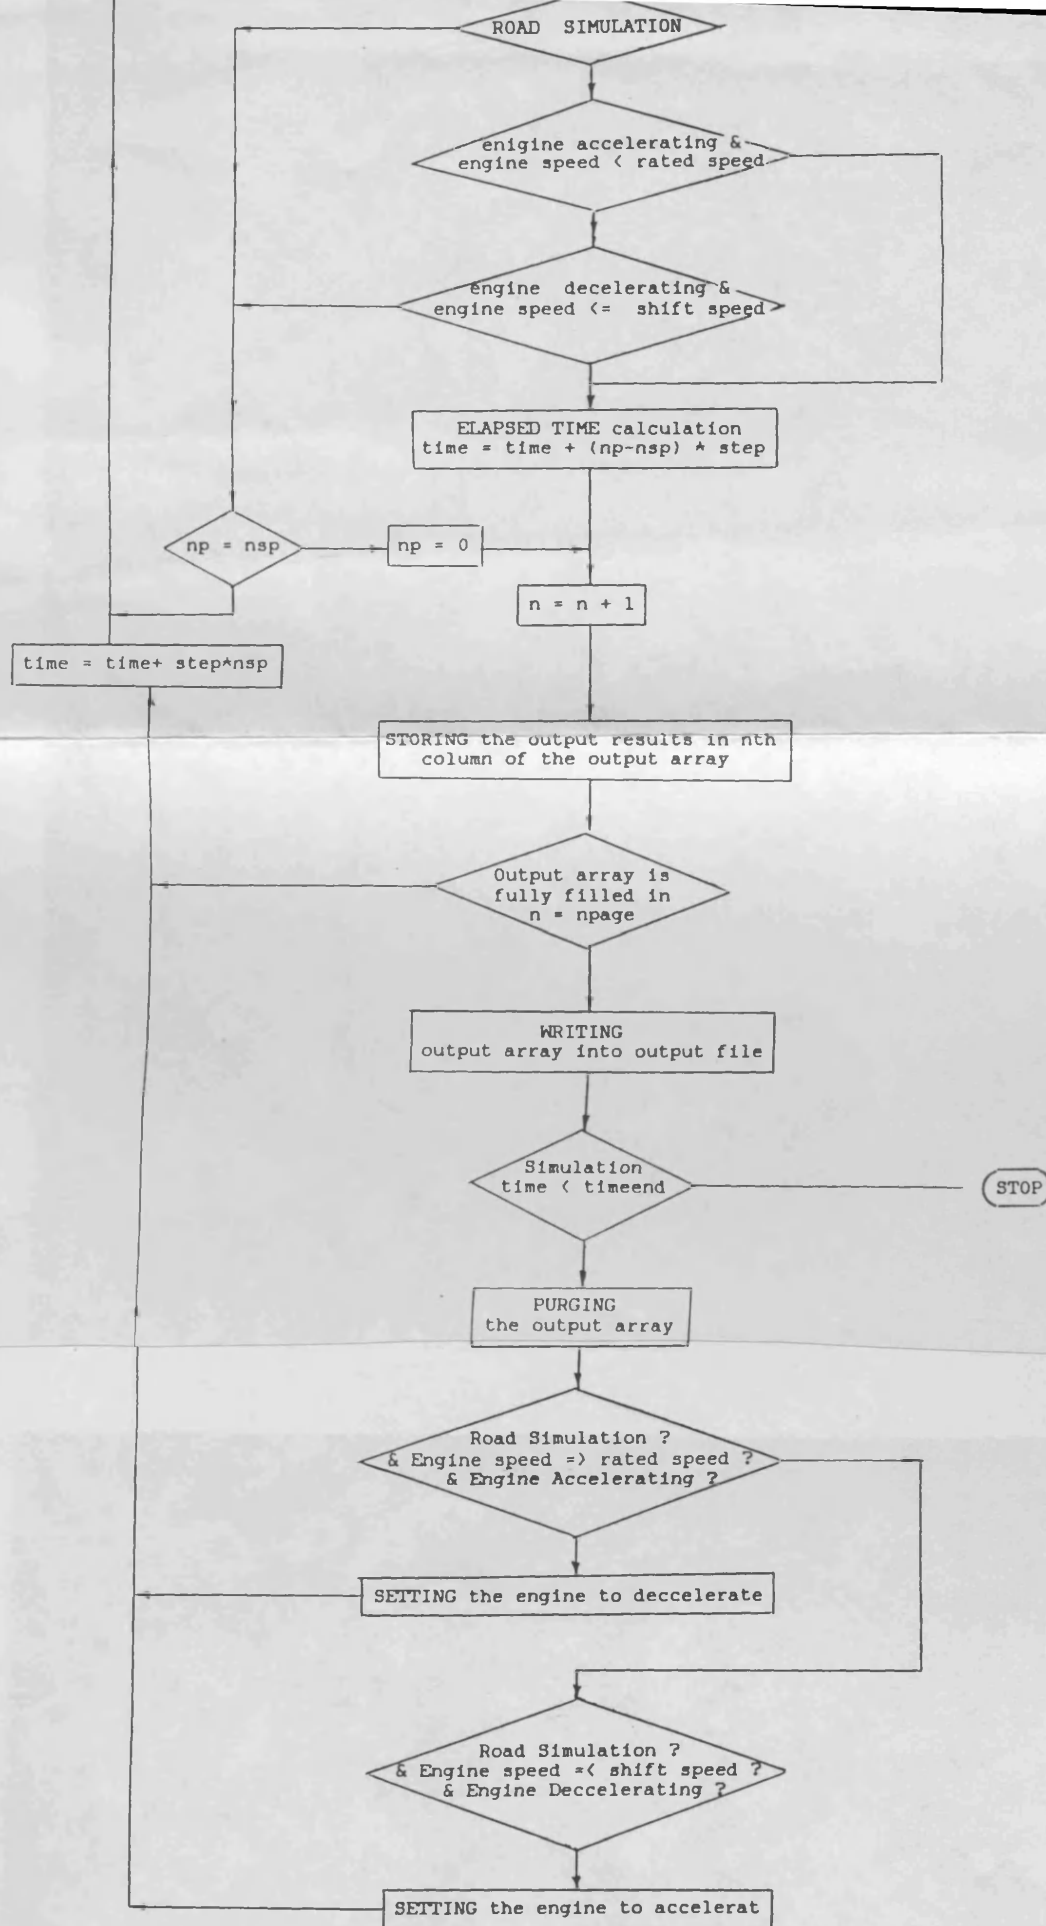 ROAD SIMULATION
enigine accelerating &
engine speed < rated speed
engine decelerating &
engine speed <= shift speed
ELAPSED TIME calculation
time = time + (np-nsp) * step
np = nsp
np = 0
n = n + 1
time = time+ step*nsp
STORING the output results in nth
column of the output array
Output array is
fully filled in
n = npage
WRITING
output array into output file
Simulation
time < timeend
STOP
PURGING
the output array
Road Simulation ?
& Engine speed => rated speed ?
& Engine Accelerating ?
SETTING the engine to deccelerate
Road Simulation ?
& Engine speed =< shift speed ?
& Engine Deccelerating ?
SETTING the engine to accelerat